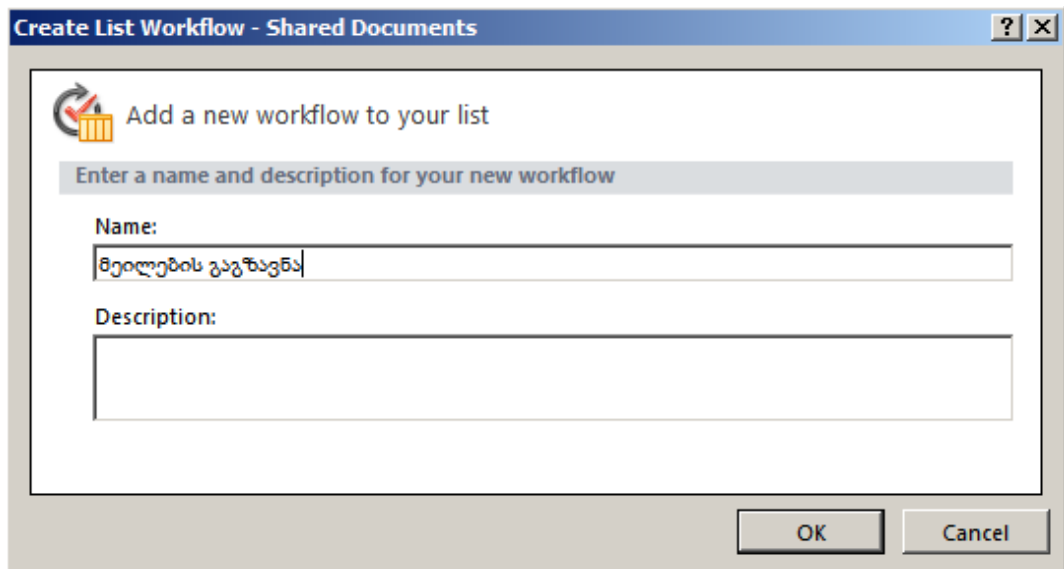 Create List Workflow - Shared Documents
Add a new workflow to your list
Enter a name and description for your new workflow
Name:
მეილების გაგზავნა
Description:
OK Cancel